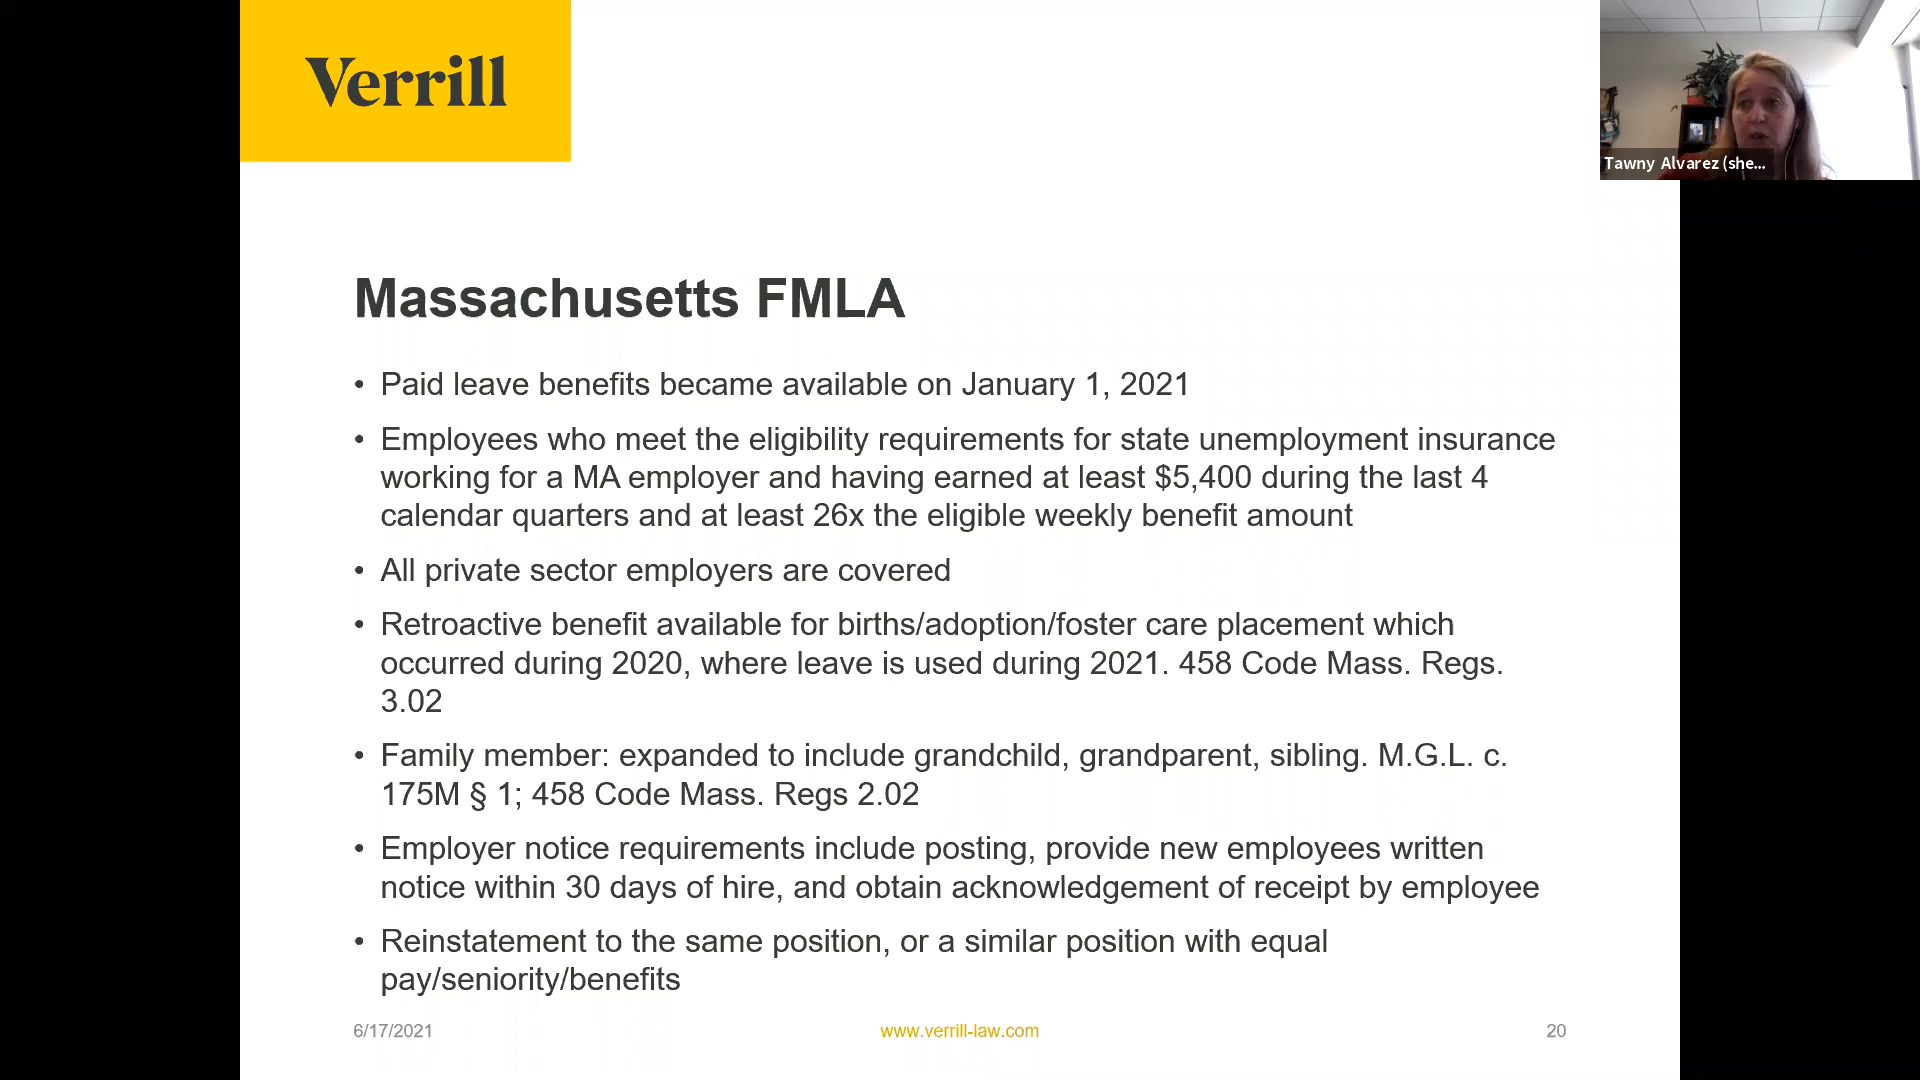 Verrill
Tawny Alvarez (she...
Massachusetts FMLA
• Paid leave benefits became available on January 1, 2021
• Employees who meet the eligibility requirements for state unemployment insurance
working for a MA employer and having earned at least $5,400 during the last 4
calendar quarters and at least 26x the eligible weekly benefit amount
• All private sector employers are covered
• Retroactive benefit available for births/adoption/foster care placement which
occurred during 2020, where leave is used during 2021. 458 Code Mass. Regs.
3.02
• Family member: expanded to include grandchild, grandparent, sibling. M.G.L. c.
175M § 1; 458 Code Mass. Regs 2.02
• Employer notice requirements include posting, provide new employees written
notice within 30 days of hire, and obtain acknowledgement of receipt by employee
• Reinstatement to the same position, or a similar position with equal
pay/seniority/benefits
6/17/2021
www.verrill-law.com
20